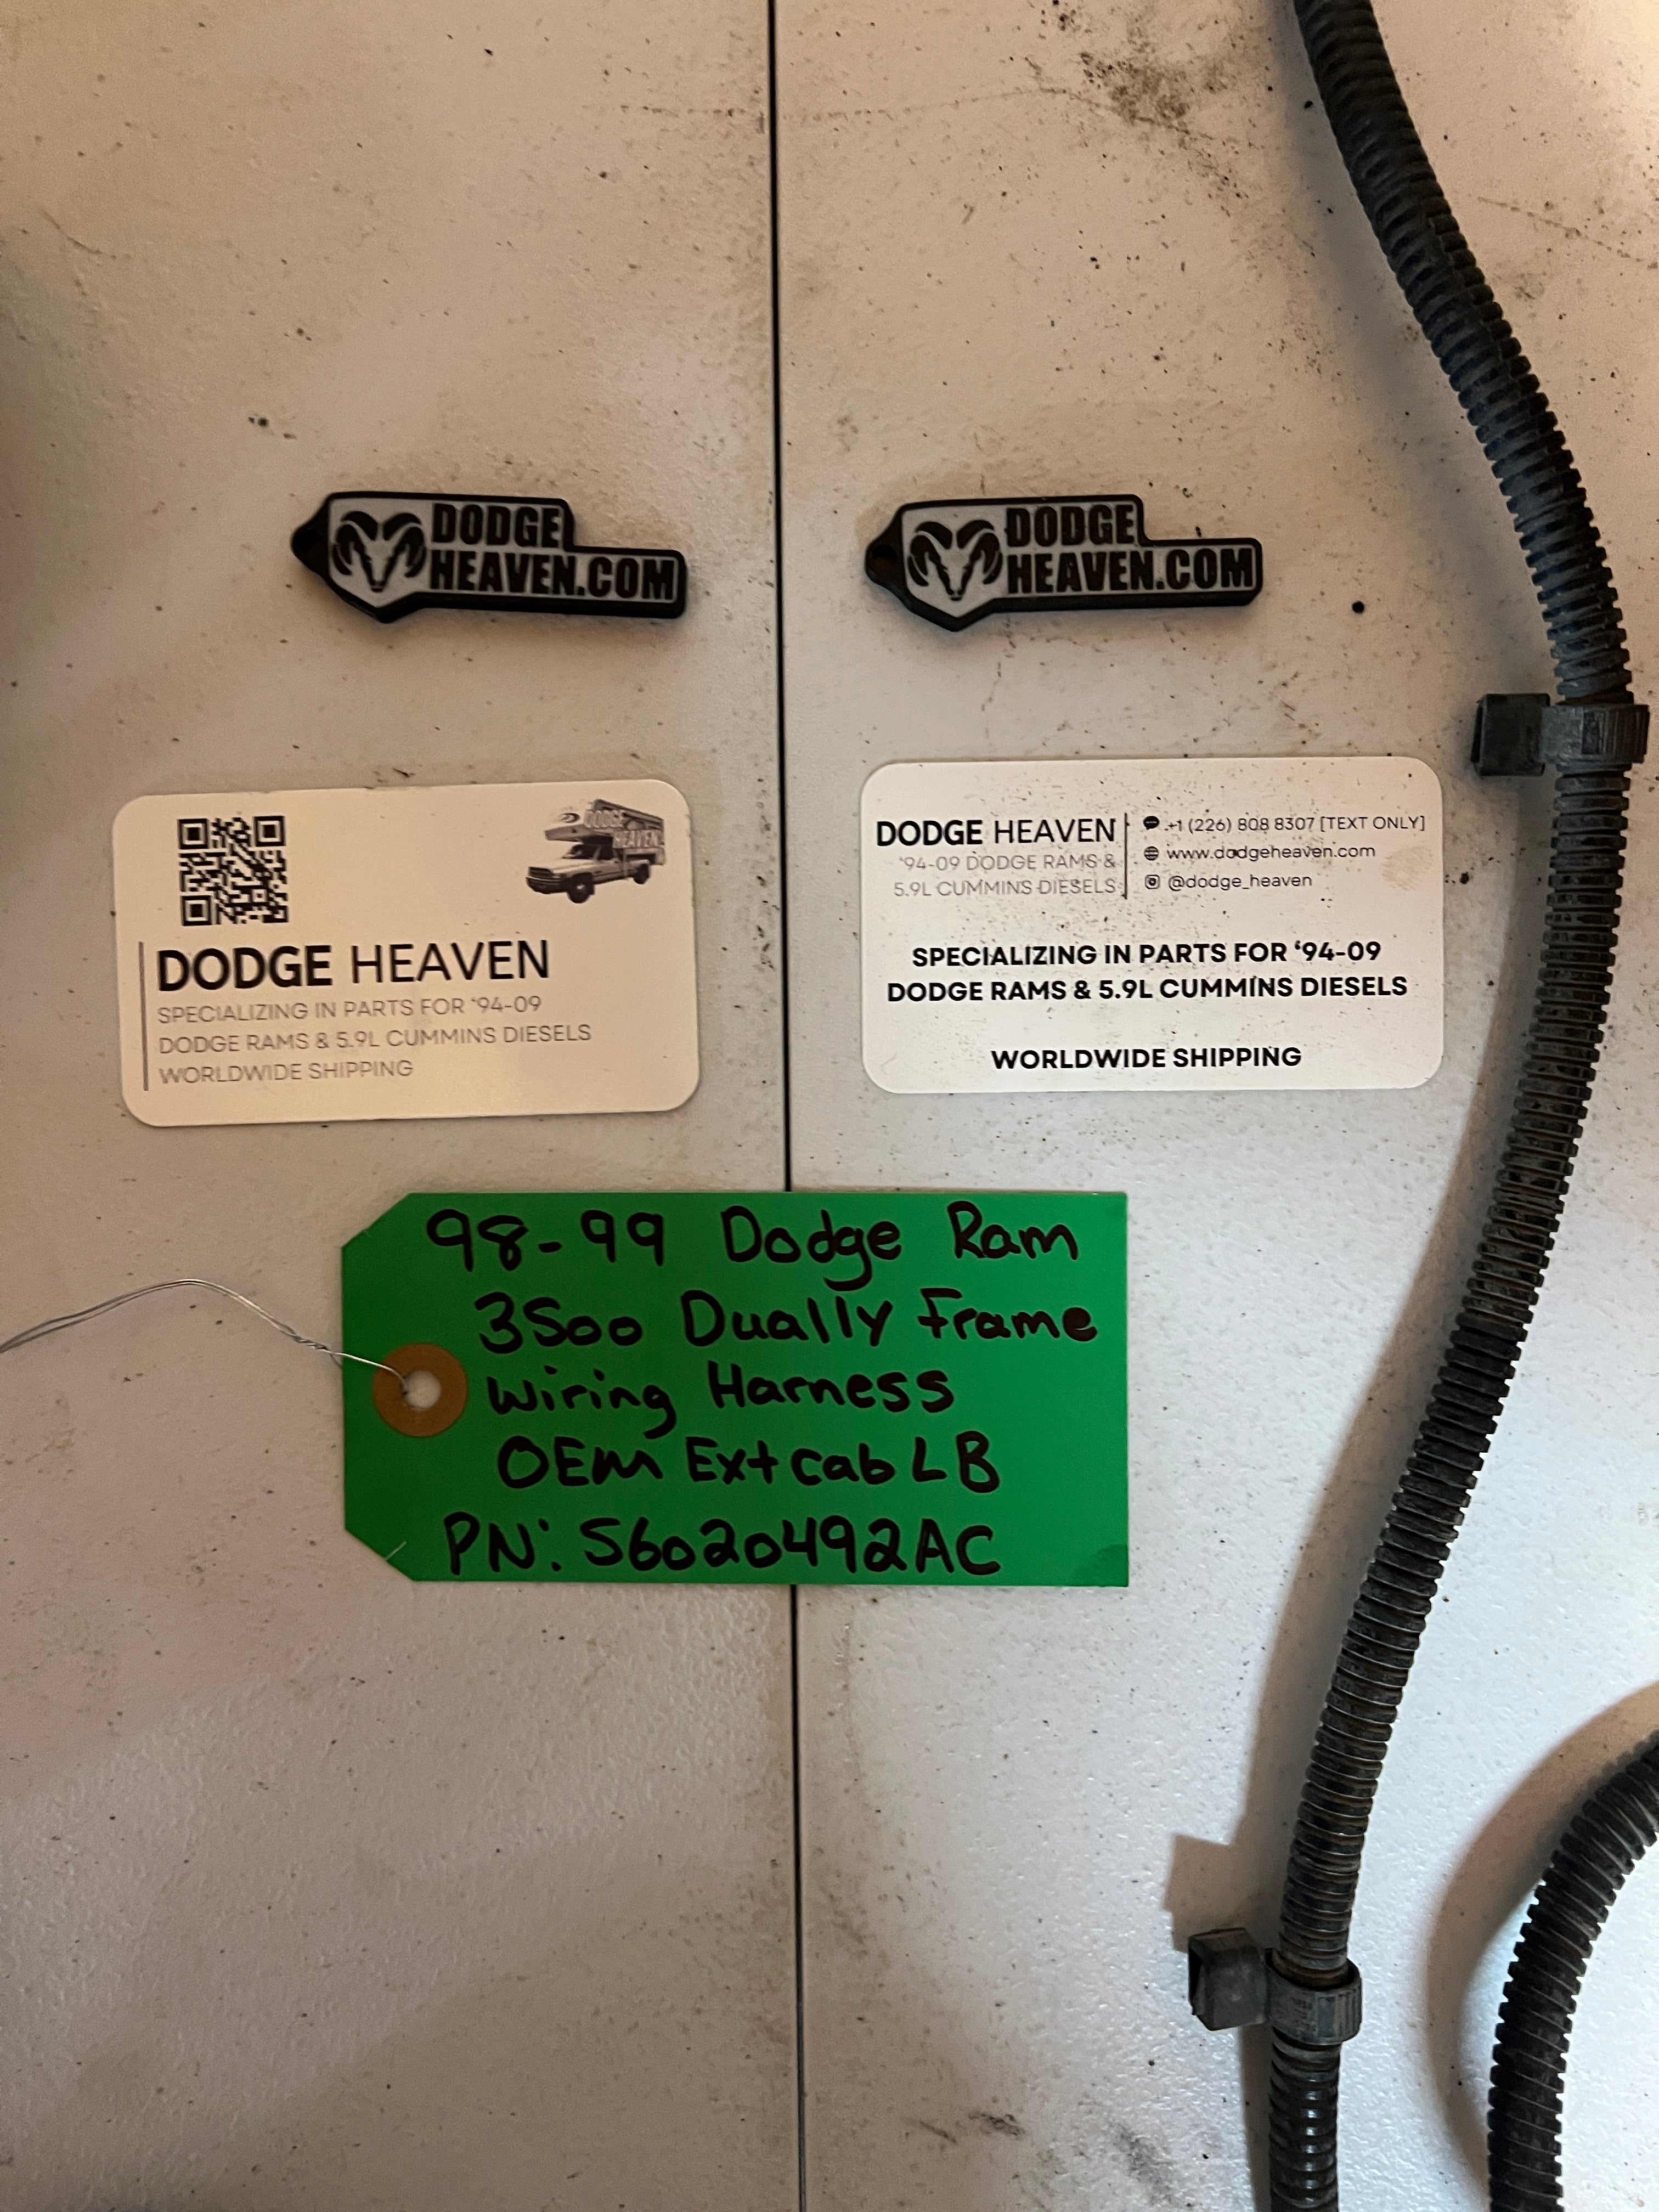 DODGE
HEAVEN.COM
DODGE
HEAVEN.COM
DODGE
HEAVEN
DODGE HEAVEN
SPECIALIZING IN PARTS FOR ‘94-09
DODGE RAMS & 5.9L CUMMINS DIESELS
WORLDWIDE SHIPPING
DODGE HEAVEN
‘94-09 DODGE RAMS &
5.9L CUMMINS DIESELS
+1 (226) 808 8307 [TEXT ONLY]
www.dodgeheaven.com
@dodge_heaven
SPECIALIZING IN PARTS FOR ‘94-09
DODGE RAMS & 5.9L CUMMINS DIESELS
WORLDWIDE SHIPPING
98-99 Dodge Ram
3500 Dually Frame
Wiring Harness
OEM Ext cab LB
PN: 56020492AC